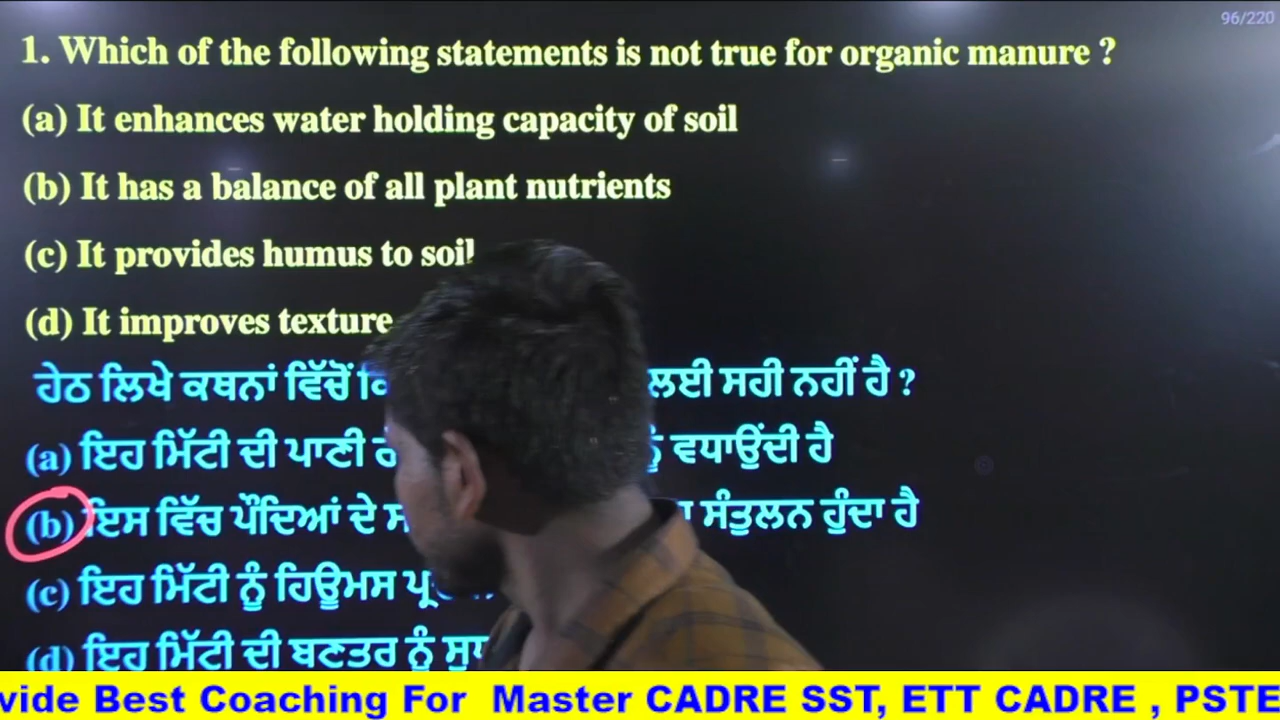 96/220
1. Which of the following statements is not true for organic manure ?
(a) It enhances water holding capacity of soil
(b) It has a balance of all plant nutrients
(c) It provides humus to soil
(d) It improves texture
ਹੇਠ ਲਿਖੇ ਕਥਨਾਂ ਵਿੱਚੋਂ ਲਈ ਸਹੀ ਨਹੀਂ ਹੈ ?
(a) ਇਹ ਮਿੱਟੀ ਦੀ ਪਾਣੀ ਵਧਾਉਂਦੀ ਹੈ
(b) ਇਸ ਵਿੱਚ ਪੌਦਿਆਂ ਦੇ ਸੰਤੁਲਨ ਹੁੰਦਾ ਹੈ
(c) ਇਹ ਮਿੱਟੀ ਨੂੰ ਹਿਊਮਸ
(d) ਇਹ ਮਿੱਟੀ ਦੀ ਬਣਤਰ ਨੂੰ
vide Best Coaching For Master CADRE SST, ETT CADRE , PSTE